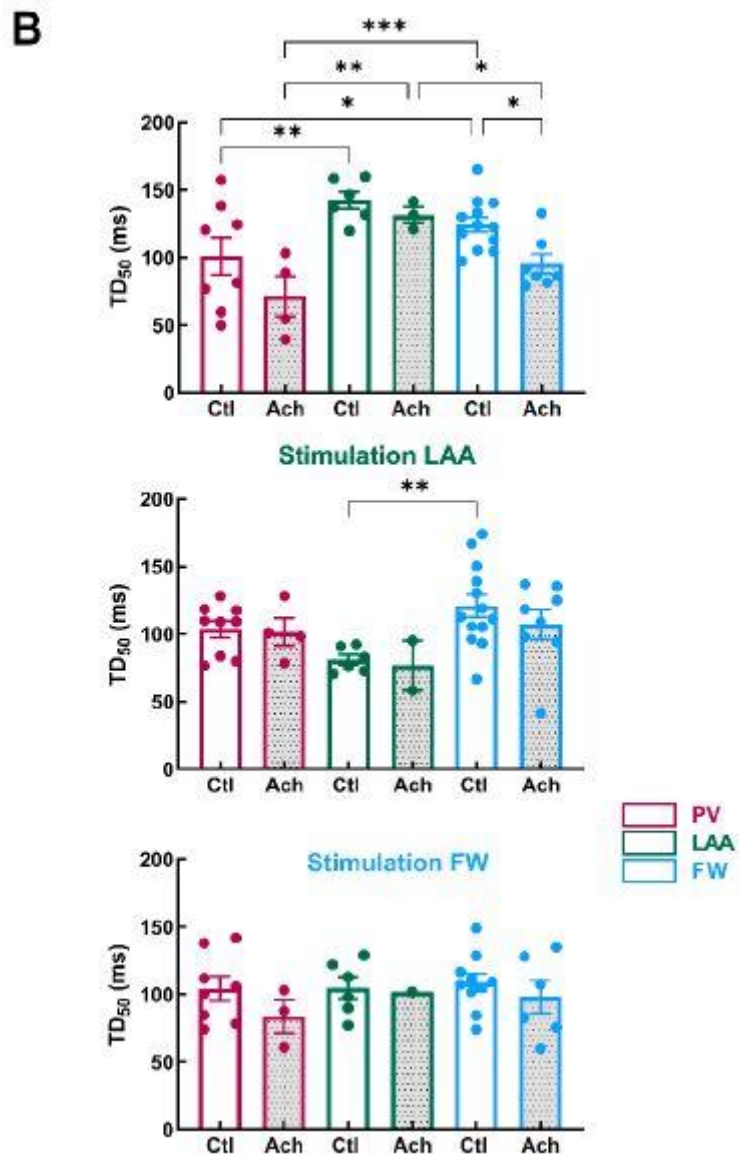 B
***
**
*
*
*
**
200
150
100
50
0
TD₅₀ (ms)
Ctl Ach Ctl Ach Ctl Ach
Stimulation LAA
**
200
150
100
50
0
TD₅₀ (ms)
Ctl Ach Ctl Ach Ctl Ach
PV
LAA
FW
Stimulation FW
200
150
100
50
0
TD₅₀ (ms)
Ctl Ach Ctl Ach Ctl Ach